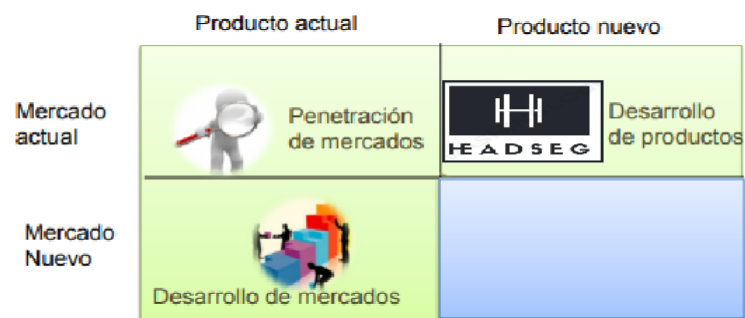 Producto actual
Producto nuevo
Mercado
actual
Penetración
de mercados
HEADSEG
Desarrollo
de productos
Mercado
Nuevo
Desarrollo de mercados